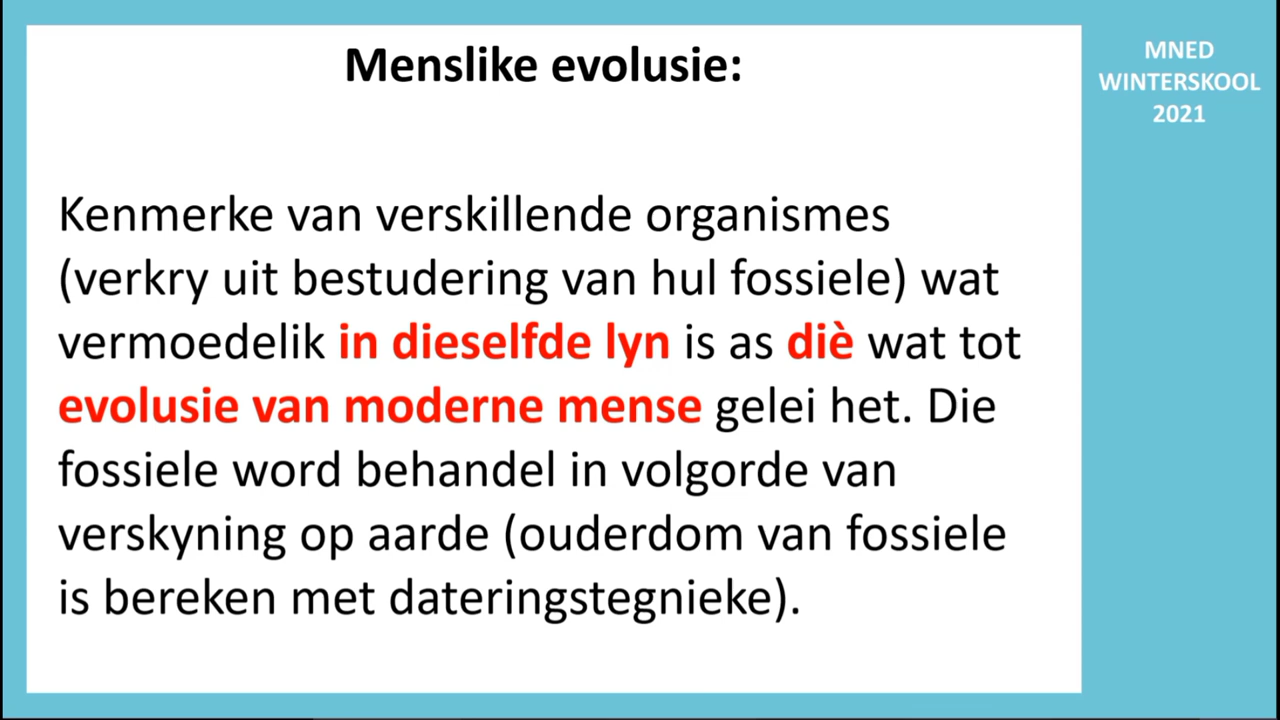 Menslike evolusie:
MNED
WINTERSKOOL
2021
Kenmerke van verskillende organismes
(verkry uit bestudering van hul fossiele) wat
vermoedelik in dieselfde lyn is as diè wat tot
evolusie van moderne mense gelei het. Die
fossiele word behandel in volgorde van
verskyning op aarde (ouderdom van fossiele
is bereken met dateringstegnieke).